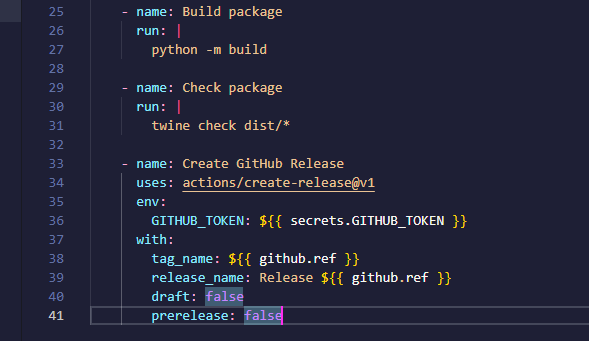 25 - name: Build package
26 run: |
27 python -m build
28
29 - name: Check package
30 run: |
31 twine check dist/*
32
33 - name: Create GitHub Release
34 uses: actions/create-release@v1
35 env:
36 GITHUB_TOKEN: ${{ secrets.GITHUB_TOKEN }}
37 with:
38 tag_name: ${{ github.ref }}
39 release_name: Release ${{ github.ref }}
40 draft: false
41 prerelease: false